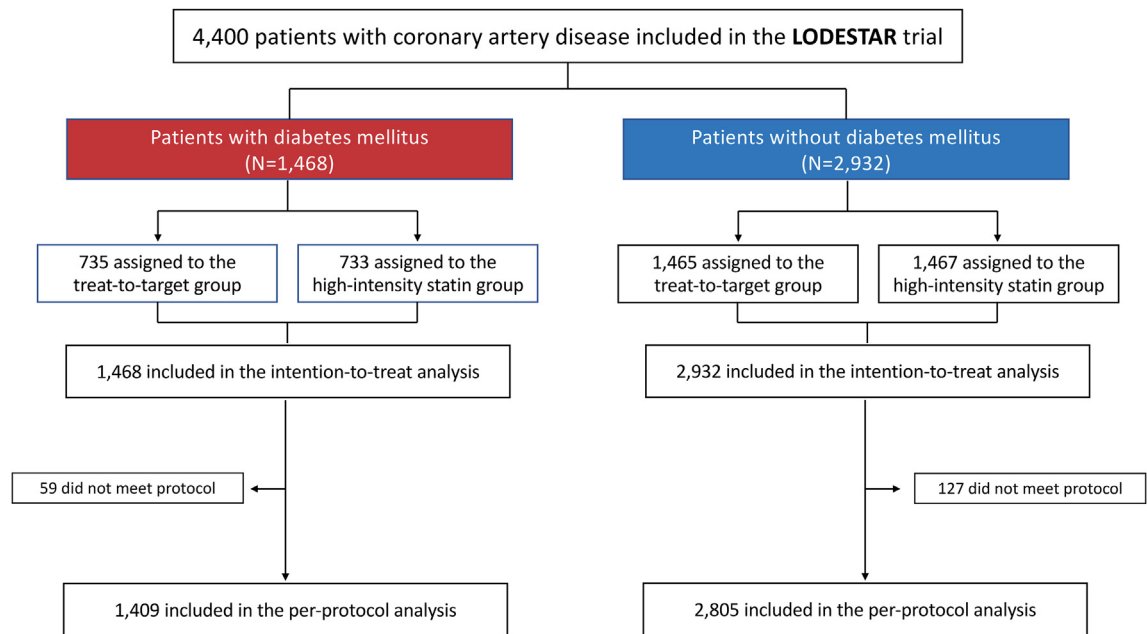 4,400 patients with coronary artery disease included in the LODESTAR trial
Patients with diabetes mellitus
(N=1,468)
Patients without diabetes mellitus
(N=2,932)
735 assigned to the
treat-to-target group
733 assigned to the
high-intensity statin group
1,465 assigned to the
treat-to-target group
1,467 assigned to the
high-intensity statin group
1,468 included in the intention-to-treat analysis
2,932 included in the intention-to-treat analysis
59 did not meet protocol
127 did not meet protocol
1,409 included in the per-protocol analysis
2,805 included in the per-protocol analysis